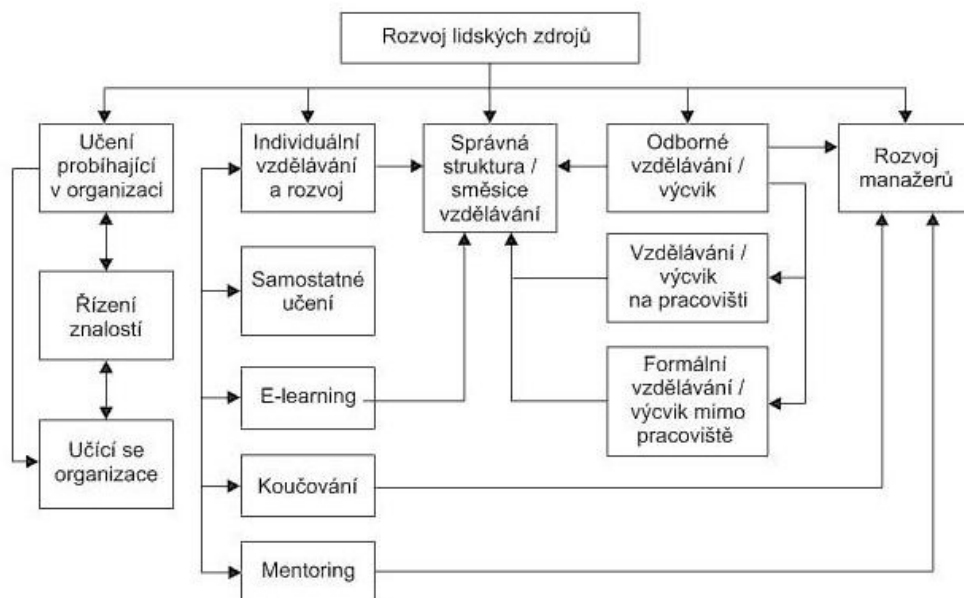 Rozvoj lidských zdrojů
Učení
probíhající
v organizaci
Individuální
vzdělávání
a rozvoj
Správná
struktura /
směsice
vzdělávání
Odborné
vzdělávání /
výcvik
Rozvoj
manažerů
Řízení
znalostí
Samostatné
učení
Vzdělávání /
výcvik
na pracovišti
E-learning
Formální
vzdělávání /
výcvik mimo
pracoviště
Učící se
organizace
Koučování
Mentoring